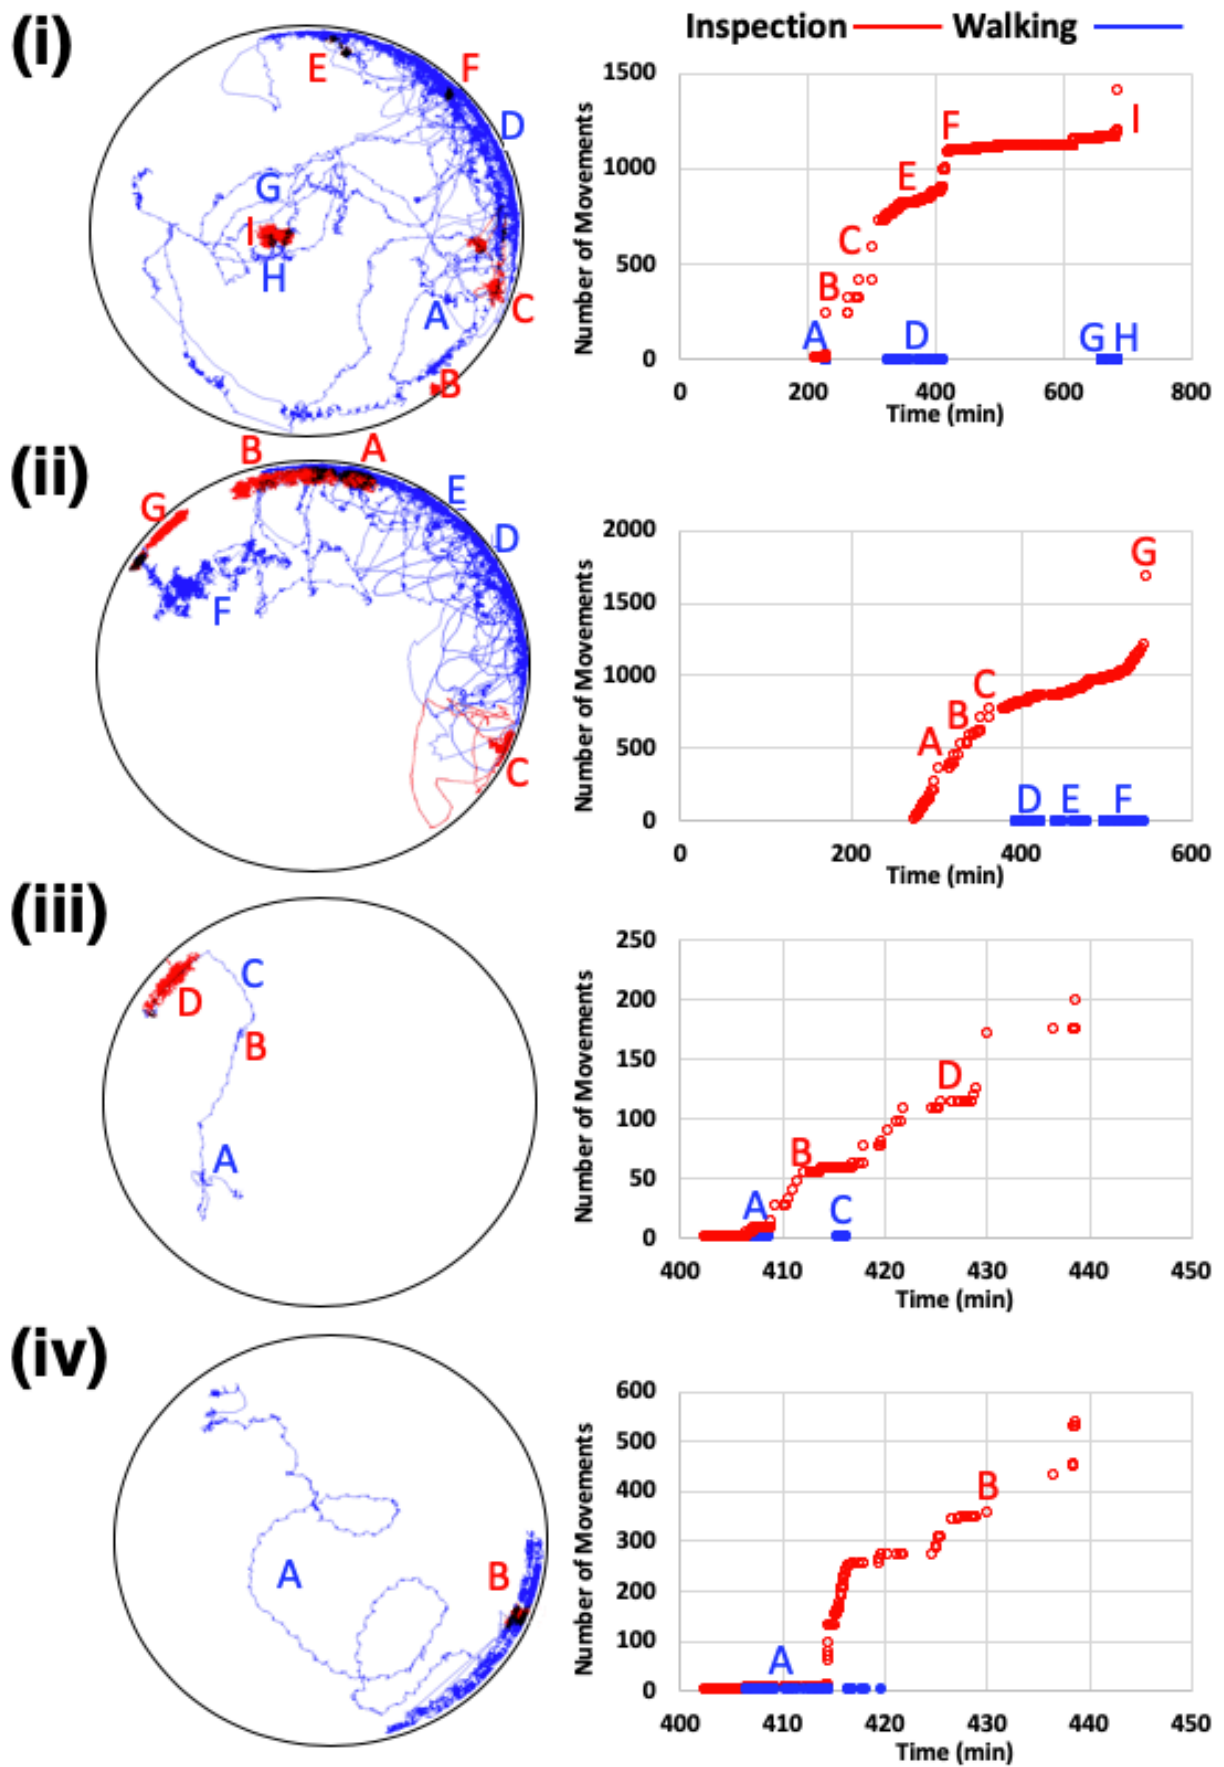 Inspection Walking
(i)
E
F
D
G
I
H
A
C
B
Number of Movements
1500
1000
500
0
A
B
C
E
F
I
D
G H
0 200 400 600 800
Time (min)
(ii)
B
A
G
E
D
F
C
Number of Movements
2000
1500
1000
500
0
A
B
C
G
D E F
0 200 400 600
Time (min)
(iii)
C
D
B
A
Number of Movements
250
200
150
100
50
0
A
B
C
D
400 410 420 430 440 450
Time (min)
(iv)
A
B
Number of Movements
600
500
400
300
200
100
0
A
B
400 410 420 430 440 450
Time (min)